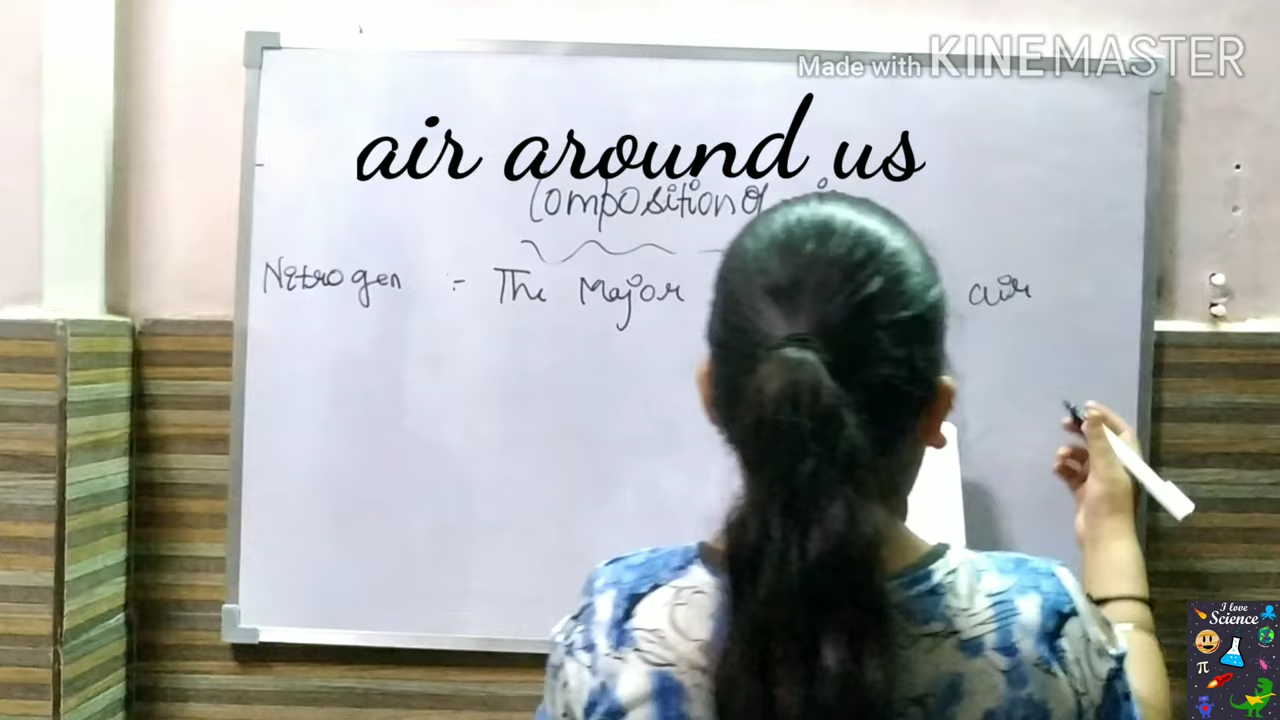 Made with KINEMASTER
air around us
Composition of
Nitrogen :- The Major air
I love
Science
π